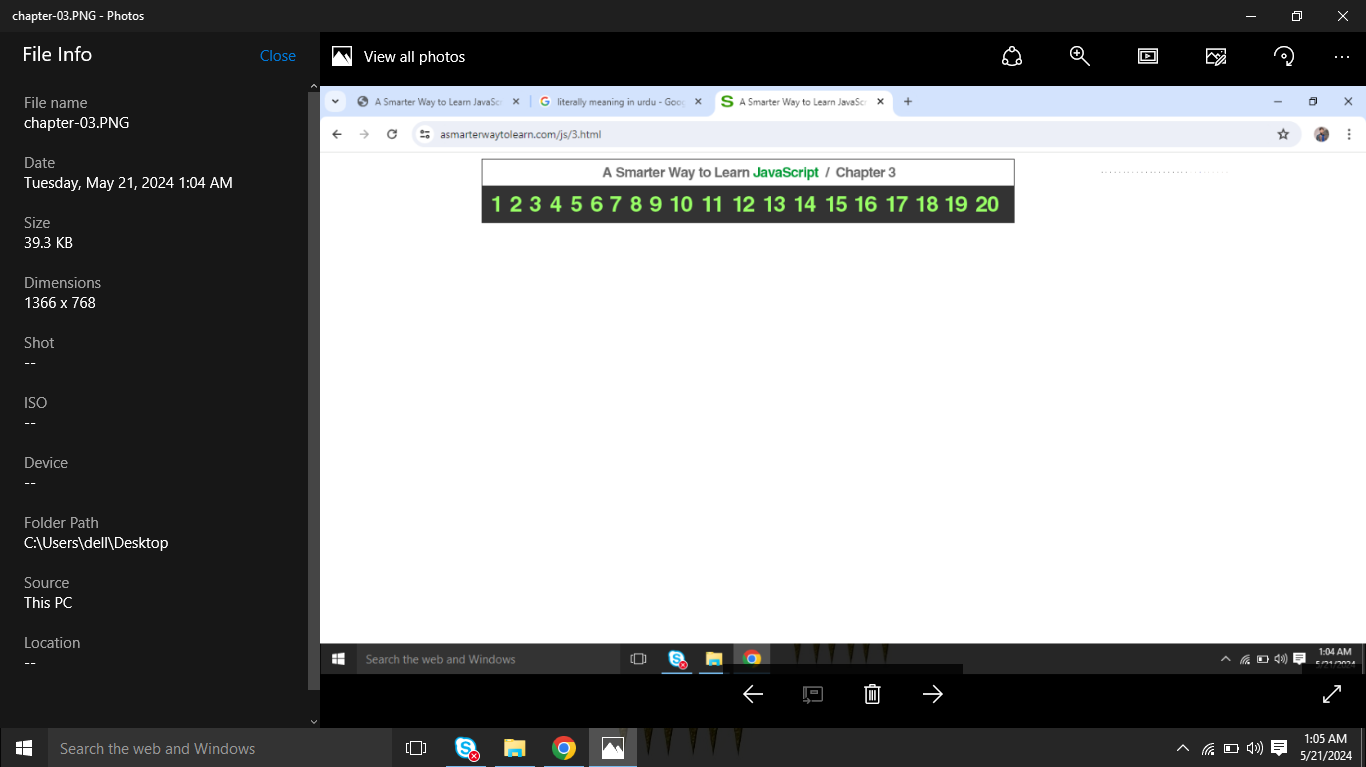 chapter-03.PNG - Photos
File Info
Close
View all photos
File name
chapter-03.PNG
Date
Tuesday, May 21, 2024 1:04 AM
Size
39.3 KB
Dimensions
1366 x 768
Shot
--
ISO
--
Device
--
Folder Path
C:\Users\dell\Desktop
Source
This PC
Location
--
A Smarter Way to Learn JavaSc
literally meaning in urdu - Goo
A Smarter Way to Learn JavaSc
asmarterwaytolearn.com/js/3.html
A Smarter Way to Learn JavaScript / Chapter 3
1 2 3 4 5 6 7 8 9 10 11 12 13 14 15 16 17 18 19 20
Search the web and Windows
1:04 AM
5/21/2024
Search the web and Windows
1:05 AM
5/21/2024